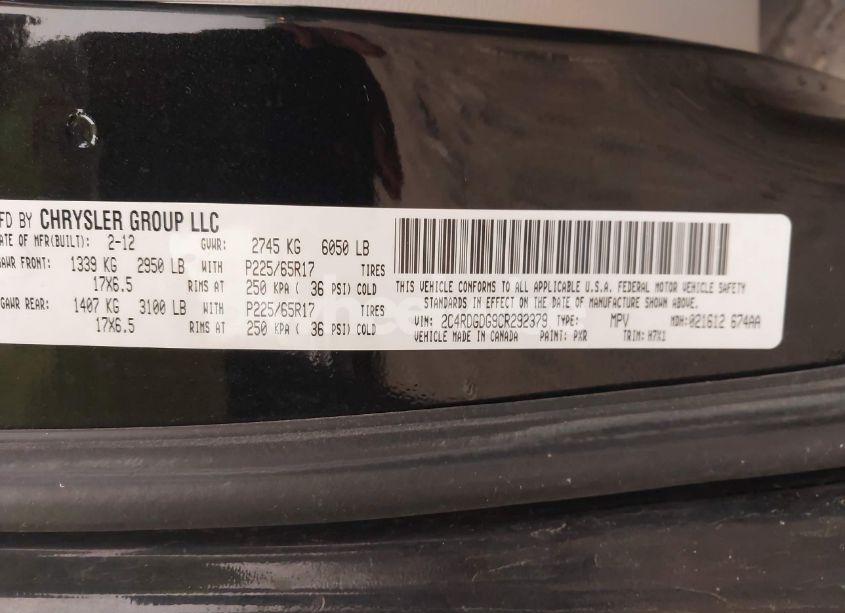 FD BY CHRYSLER GROUP LLC
ATE OF MFR(BUILT): 2-12 GVWR: 2745 KG 6050 LB
GAWR FRONT: 1339 KG 2950 LB WITH P225/65R17 TIRES
17X6.5 RIMS AT 250 KPA ( 36 PSI) COLD
GAWR REAR: 1407 KG 3100 LB WITH P225/65R17 TIRES
17X6.5 RIMS AT 250 KPA ( 36 PSI) COLD
THIS VEHICLE CONFORMS TO ALL APPLICABLE U.S.A. FEDERAL MOTOR VEHICLE SAFETY
STANDARDS IN EFFECT ON THE DATE OF MANUFACTURE SHOWN ABOVE.
VIN: 2C4RDGDG9CR292379 TYPE: MPV MDH:021612 674AA
VEHICLE MADE IN CANADA PAINT: PXR TRIM: H7X1